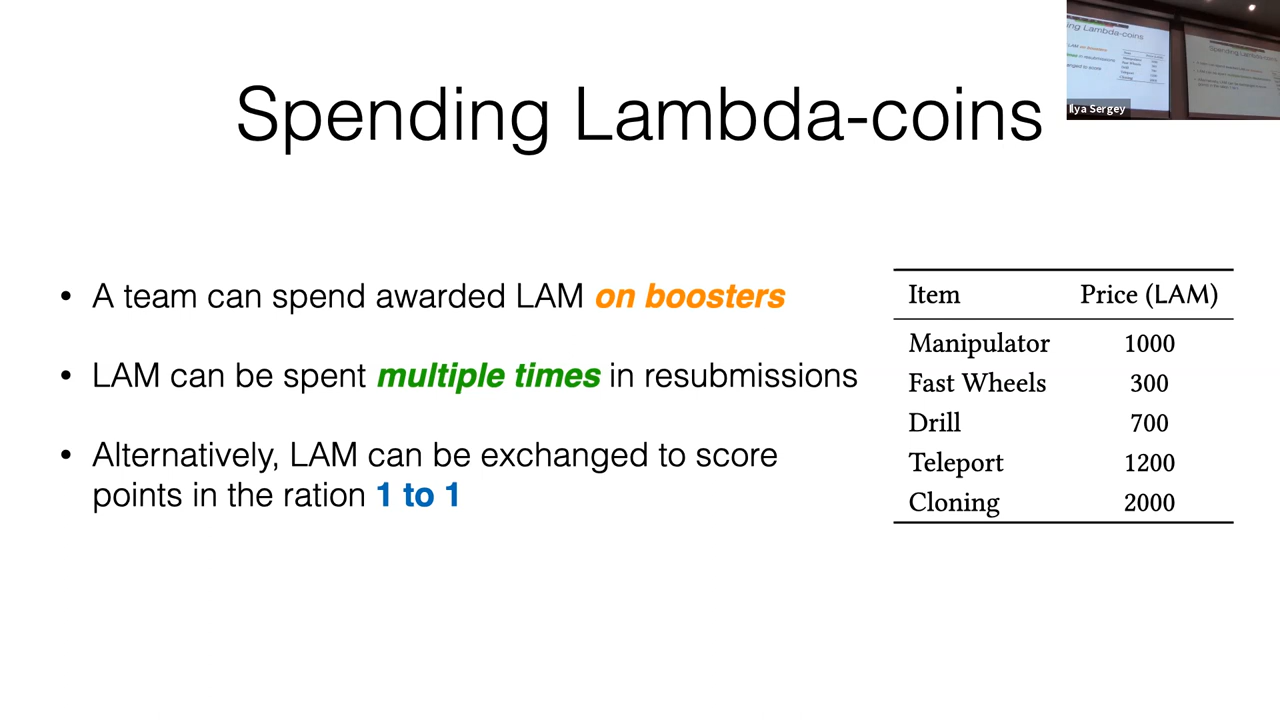 Spending Lambda-coins
Ilya Sergey
• A team can spend awarded LAM on boosters
• LAM can be spent multiple times in resubmissions
• Alternatively, LAM can be exchanged to score
points in the ration 1 to 1
Item Price (LAM)
Manipulator 1000
Fast Wheels 300
Drill 700
Teleport 1200
Cloning 2000